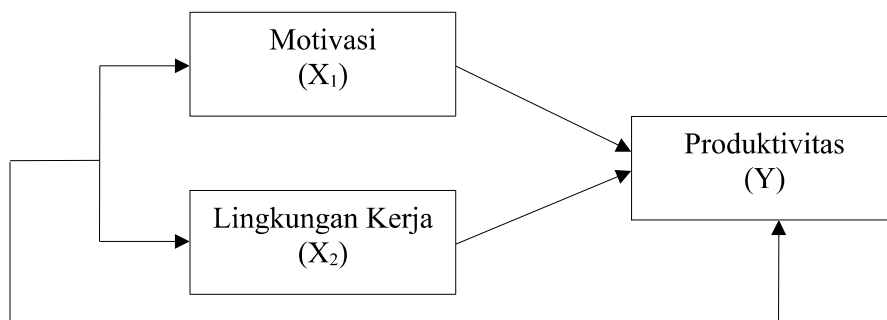 Motivasi
(X₁)
Produktivitas
(Y)
Lingkungan Kerja
(X₂)